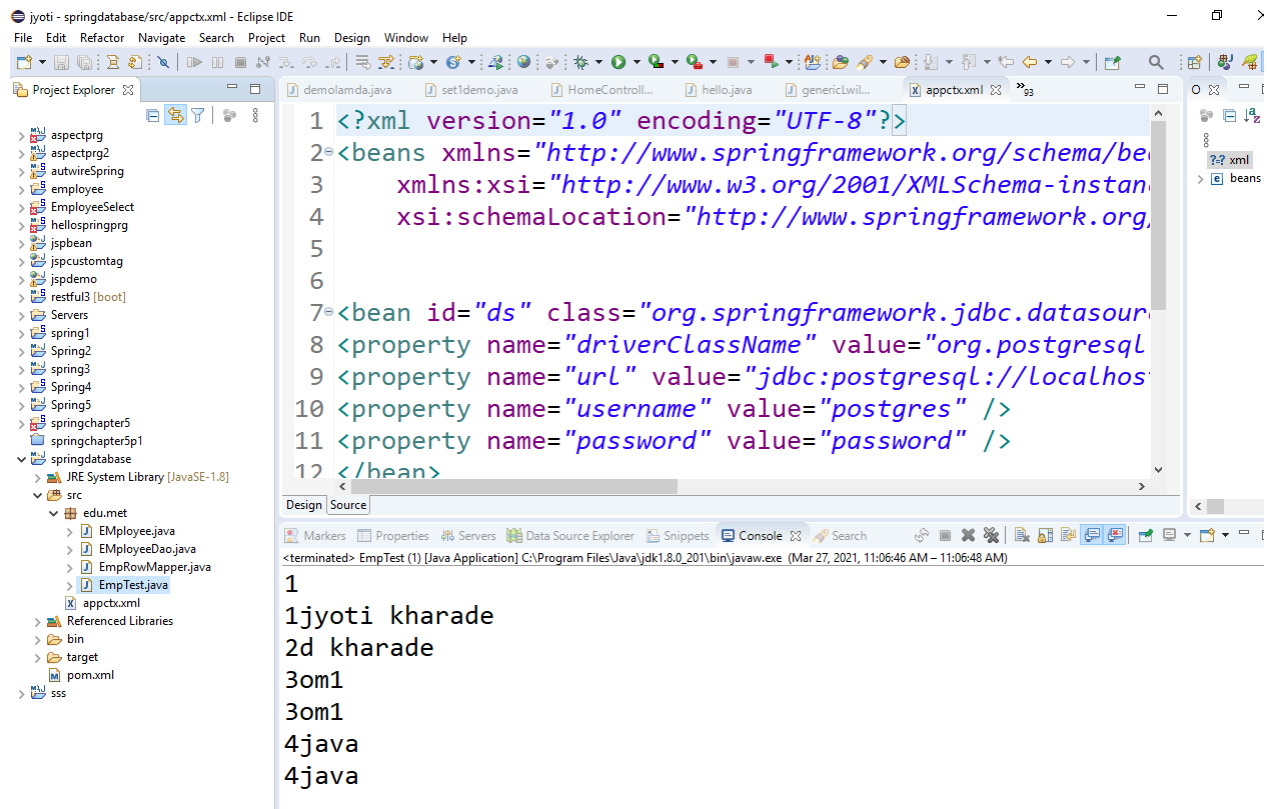 jyoti - springdatabase/src/appctx.xml - Eclipse IDE
File Edit Refactor Navigate Search Project Run Design Window Help
Project Explorer
aspectprg
aspectprg2
autwireSpring
employee
EmployeeSelect
hellospringprg
jspbean
jspcustomtag
jspdemo
restful3 [boot]
Servers
spring1
Spring2
spring3
Spring4
Spring5
springchapter5
springchapter5p1
springdatabase
JRE System Library [JavaSE-1.8]
src
edu.met
EMployee.java
EMployeeDao.java
EmpRowMapper.java
EmpTest.java
appctx.xml
Referenced Libraries
bin
target
pom.xml
sss
demolamda.java set1demo.java HomeControll... hello.java genericLwil... appctx.xml »93
1 <?xml version="1.0" encoding="UTF-8"?>
2 <beans xmlns="http://www.springframework.org/schema/be
3 xmlns:xsi="http://www.w3.org/2001/XMLSchema-instan
4 xsi:schemaLocation="http://www.springframework.org/
5
6
7 <bean id="ds" class="org.springframework.jdbc.datasour
8 <property name="driverClassName" value="org.postgresql
9 <property name="url" value="jdbc:postgresql://localhos
10 <property name="username" value="postgres" />
11 <property name="password" value="password" />
12 </bean>
Design Source
O
?=? xml
e beans
Markers Properties Servers Data Source Explorer Snippets Console Search
<terminated> EmpTest (1) [Java Application] C:\Program Files\Java\jdk1.8.0_201\bin\javaw.exe (Mar 27, 2021, 11:06:46 AM – 11:06:48 AM)
1
1jyoti kharade
2d kharade
3om1
3om1
4java
4java